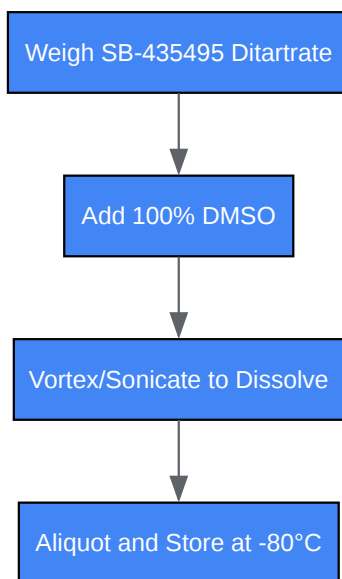 Weigh SB-435495 Ditartrate
Add 100% DMSO
Vortex/Sonicate to Dissolve
Aliquot and Store at -80°C